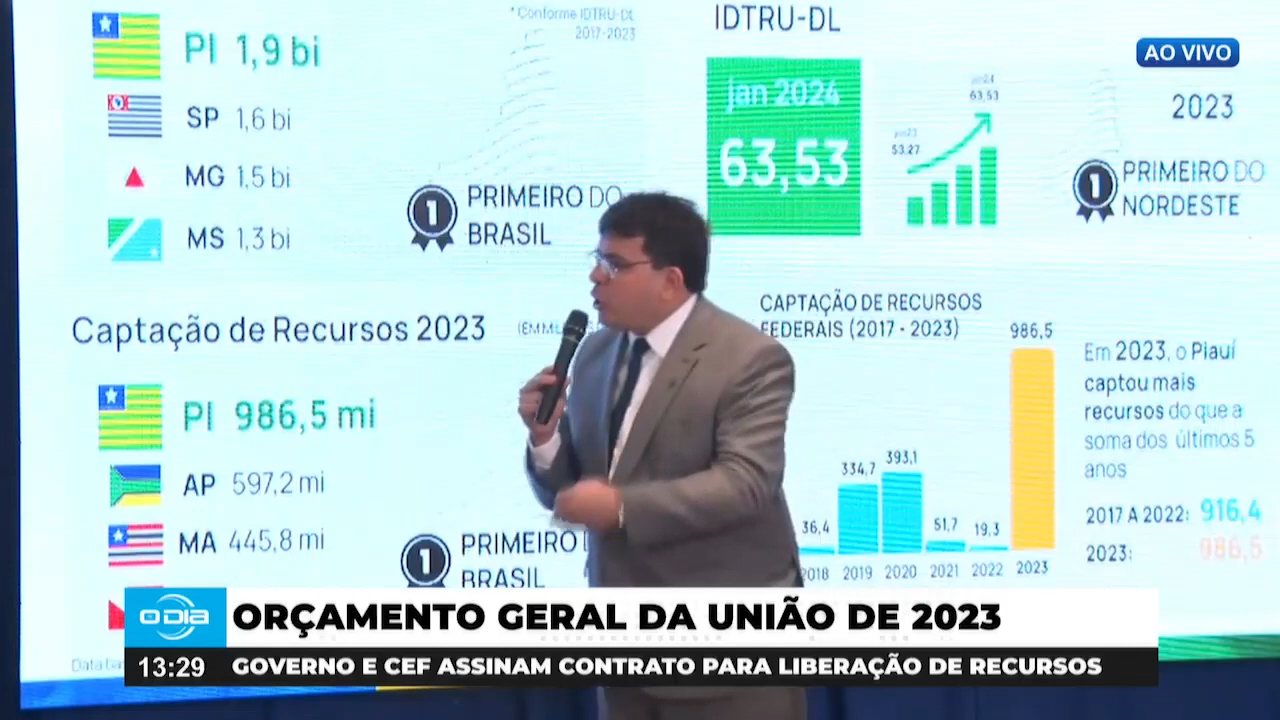 PI 1,9 bi
SP 1,6 bi
MG 1,5 bi
MS 1,3 bi
* Conforme IDTRU-DL
2017-2023
1
PRIMEIRO DO
BRASIL
IDTRU-DL
jan 2024
63,53
jan23
53,27
jan24
63,53
AO VIVO
2023
1
PRIMEIRO DO
NORDESTE
Captação de Recursos 2023
PI 986,5 mi
AP 597,2 mi
MA 445,8 mi
1
PRIMEIRO
BRASIL
CAPTAÇÃO DE RECURSOS
FEDERAIS (2017 - 2023)
986,5
36,4
334,7
393,1
51,7
19,3
2018 2019 2020 2021 2022 2023
Em 2023, o Piauí
captou mais
recursos do que a
soma dos últimos 5
anos
2017 A 2022: 916,4
2023: 986,5
O DIA
ORÇAMENTO GERAL DA UNIÃO DE 2023
13:29
GOVERNO E CEF ASSINAM CONTRATO PARA LIBERAÇÃO DE RECURSOS